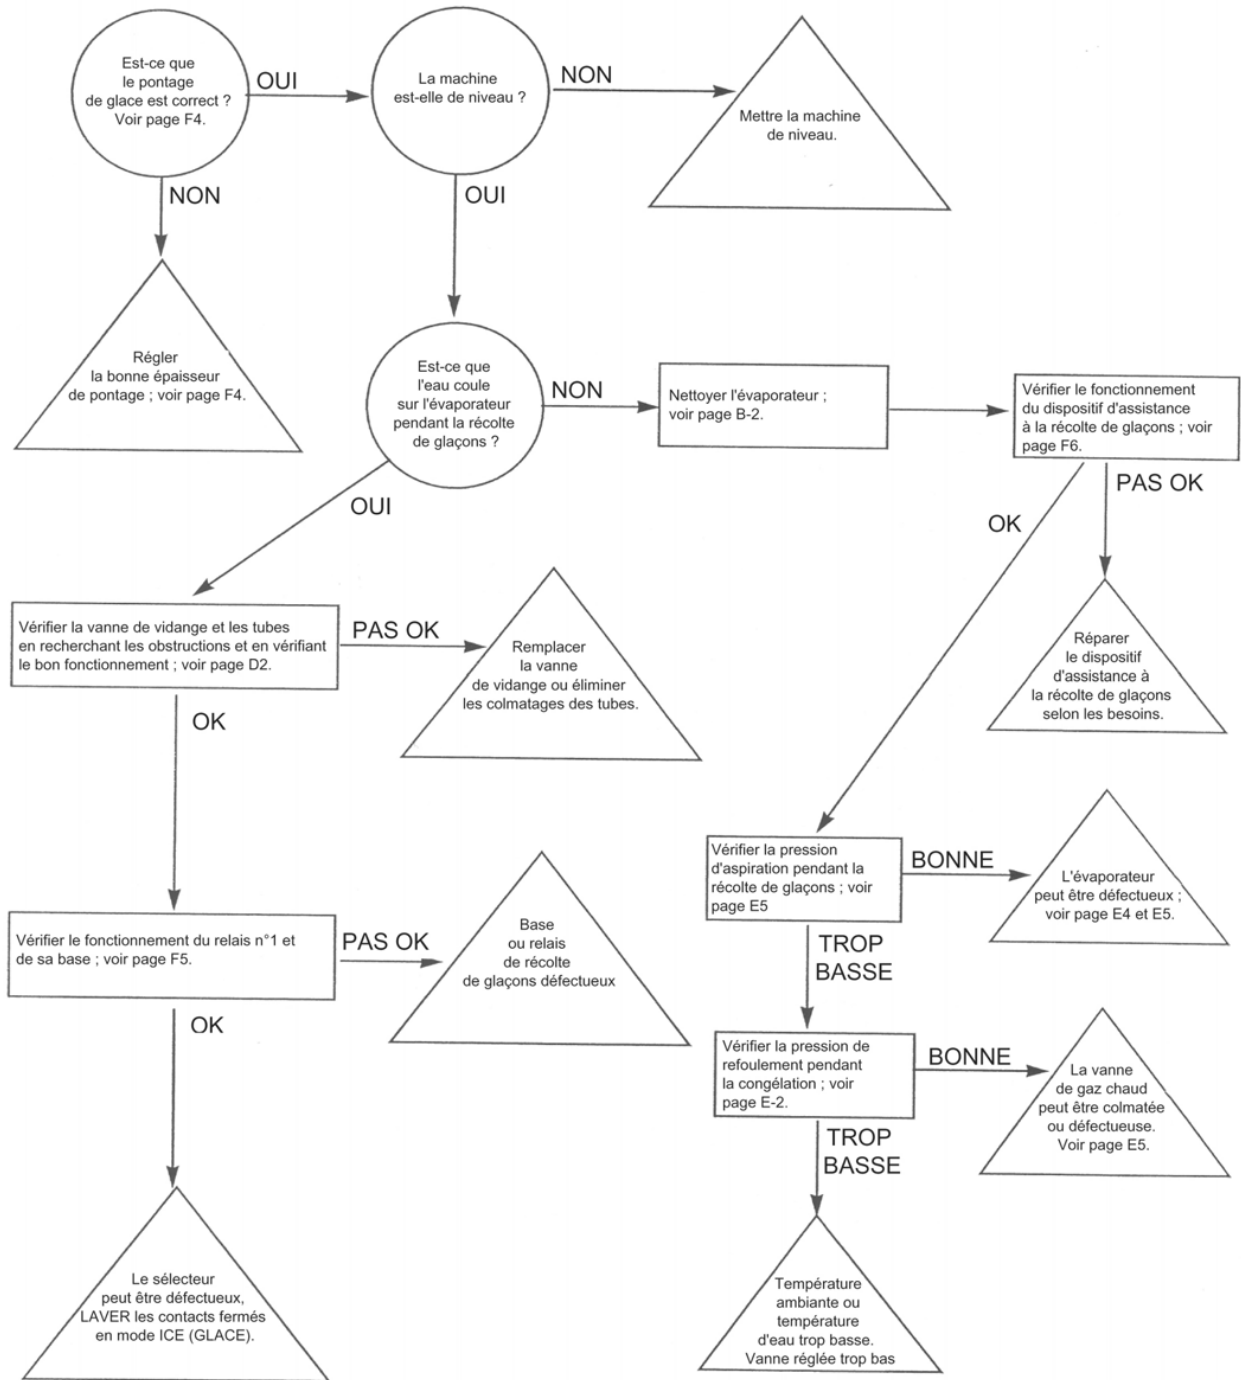 Est-ce que
le pontage
de glace est correct ?
Voir page F4.
OUI
La machine
est-elle de niveau ?
NON
Mettre la machine
de niveau.
NON
OUI
Régler
la bonne épaisseur
de pontage ; voir page F4.
Est-ce que
l'eau coule
sur l'évaporateur
pendant la récolte
de glaçons ?
NON
Nettoyer l'évaporateur ;
voir page B-2.
Vérifier le fonctionnement
du dispositif d'assistance
à la récolte de glaçons ; voir
page F6.
OUI
OK
PAS OK
Vérifier la vanne de vidange et les tubes
en recherchant les obstructions et en vérifiant
le bon fonctionnement ; voir page D2.
PAS OK
Remplacer
la vanne
de vidange ou éliminer
les colmatages des tubes.
Réparer
le dispositif
d'assistance à
la récolte de glaçons
selon les besoins.
OK
Vérifier la pression
d'aspiration pendant la
récolte de glaçons ; voir
page E5
BONNE
L'évaporateur
peut être défectueux ;
voir page E4 et E5.
Vérifier le fonctionnement du relais n°1 et
de sa base ; voir page F5.
PAS OK
Base
ou relais
de récolte
de glaçons défectueux
TROP
BASSE
OK
Vérifier la pression de
refoulement pendant
la congélation ; voir
page E-2.
BONNE
La vanne
de gaz chaud
peut être colmatée
ou défectueuse.
Voir page E5.
TROP
BASSE
Le sélecteur
peut être défectueux,
LAVER les contacts fermés
en mode ICE (GLACE).
Température
ambiante ou
température
d'eau trop basse.
Vanne réglée trop bas